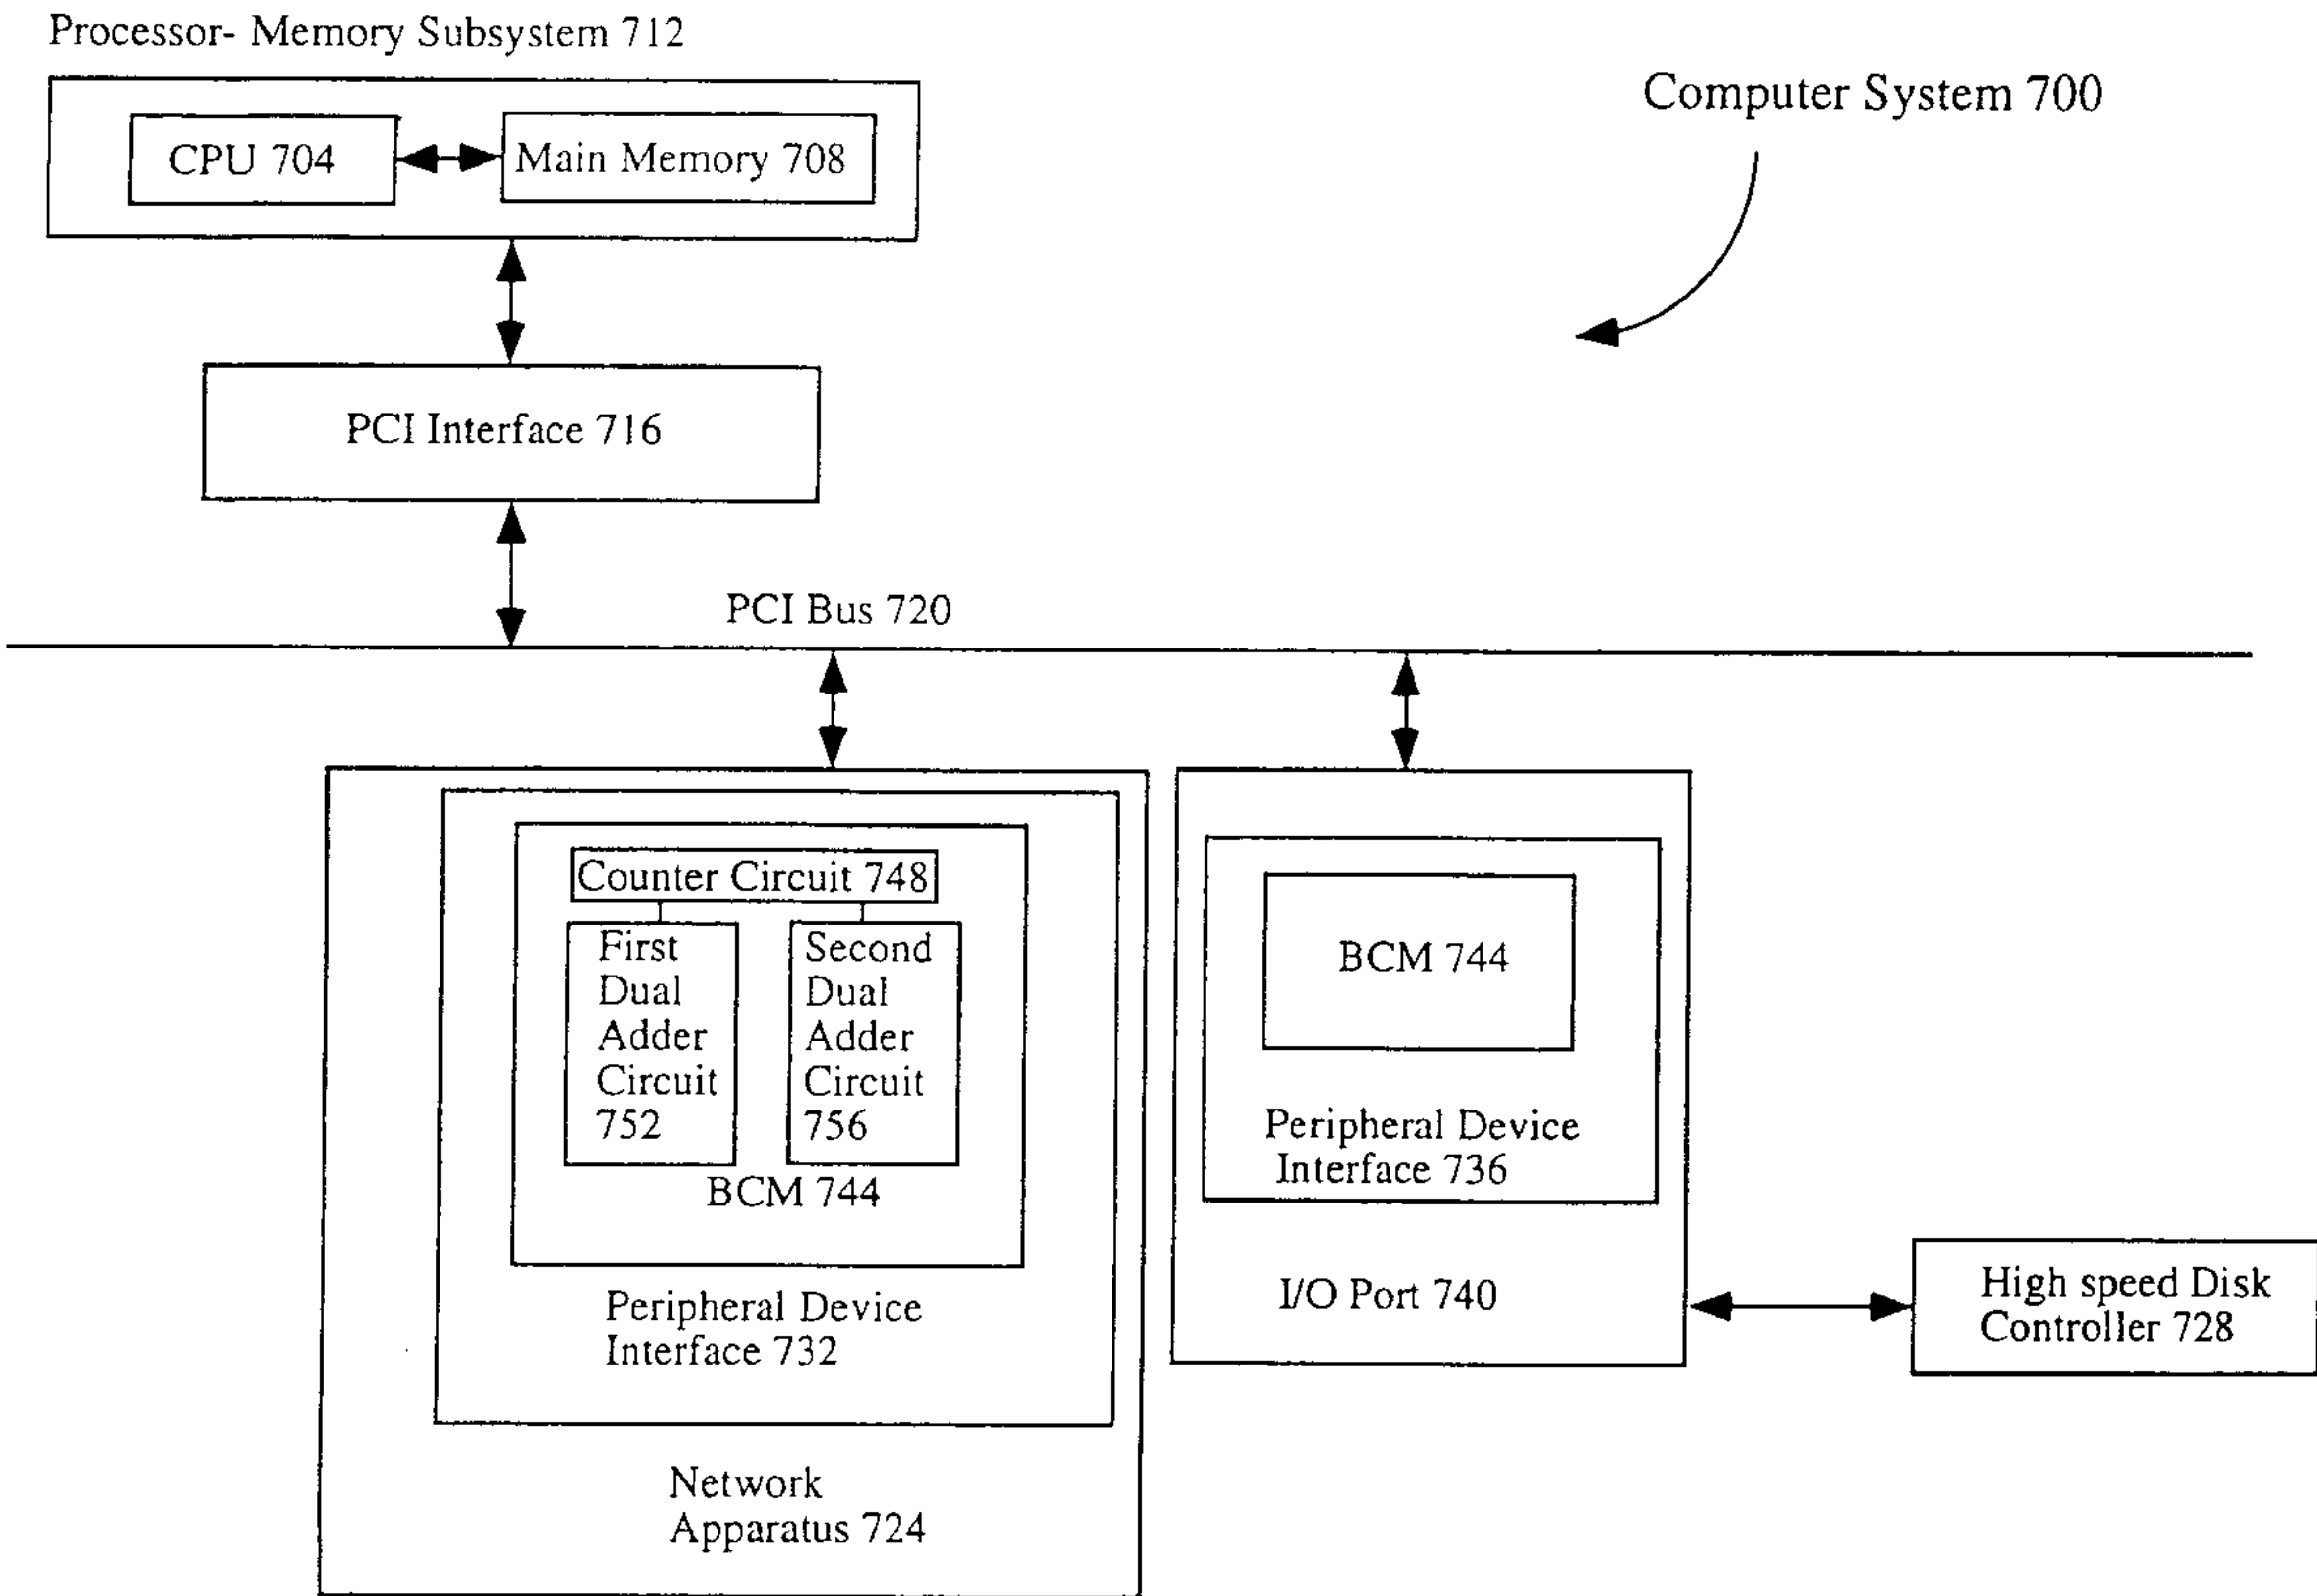 Processor- Memory Subsystem 712
Computer System 700
CPU 704
Main Memory 708
PCI Interface 716
PCI Bus 720
Counter Circuit 748
First
Dual
Adder
Circuit
752
Second
Dual
Adder
Circuit
756
BCM 744
Peripheral Device
Interface 732
Network
Apparatus 724
BCM 744
Peripheral Device
Interface 736
I/O Port 740
High speed Disk
Controller 728